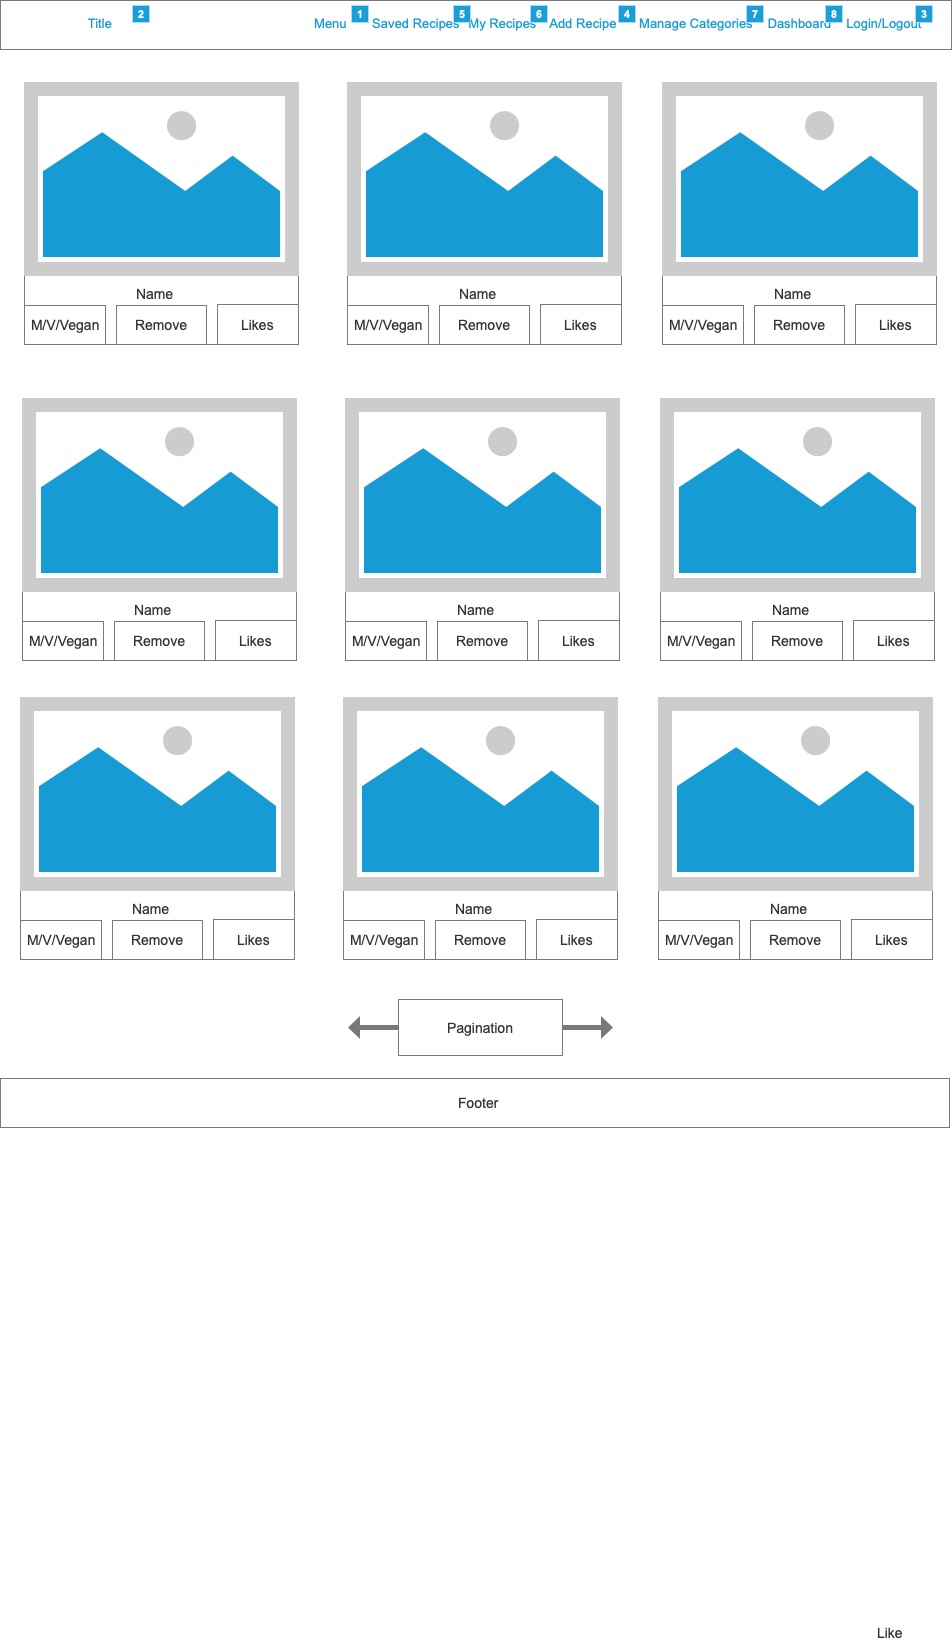 Title 2 Menu 1 Saved Recipes 5 My Recipes 6 Add Recipe 4 Manage Categories 7 Dashboard 8 Login/Logout 3
Name Name Name
M/V/Vegan Remove Likes M/V/Vegan Remove Likes M/V/Vegan Remove Likes
Name Name Name
M/V/Vegan Remove Likes M/V/Vegan Remove Likes M/V/Vegan Remove Likes
Name Name Name
M/V/Vegan Remove Likes M/V/Vegan Remove Likes M/V/Vegan Remove Likes
Pagination
Footer
Like